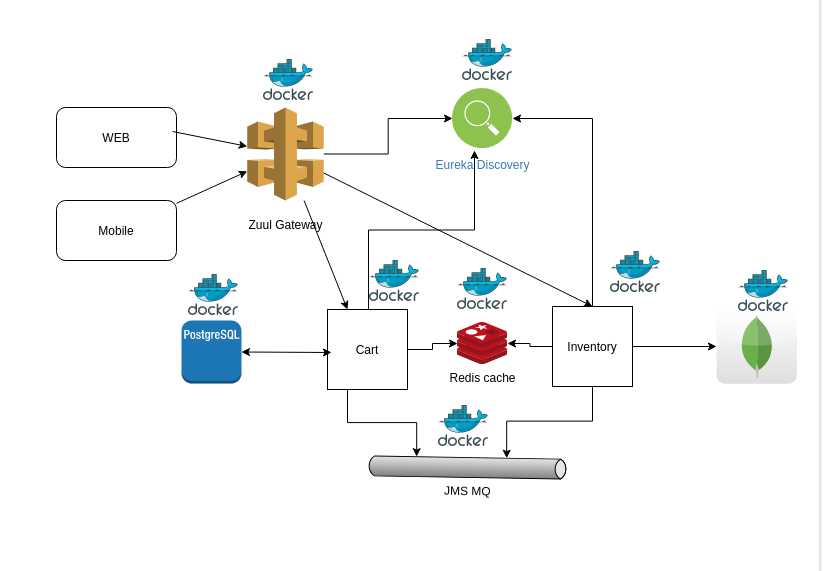 docker
docker
WEB
Eureka Discovery
Zuul Gateway
Mobile
docker
docker
docker
docker
docker
PostgreSQL
Cart
Inventory
Redis cache
docker
JMS MQ